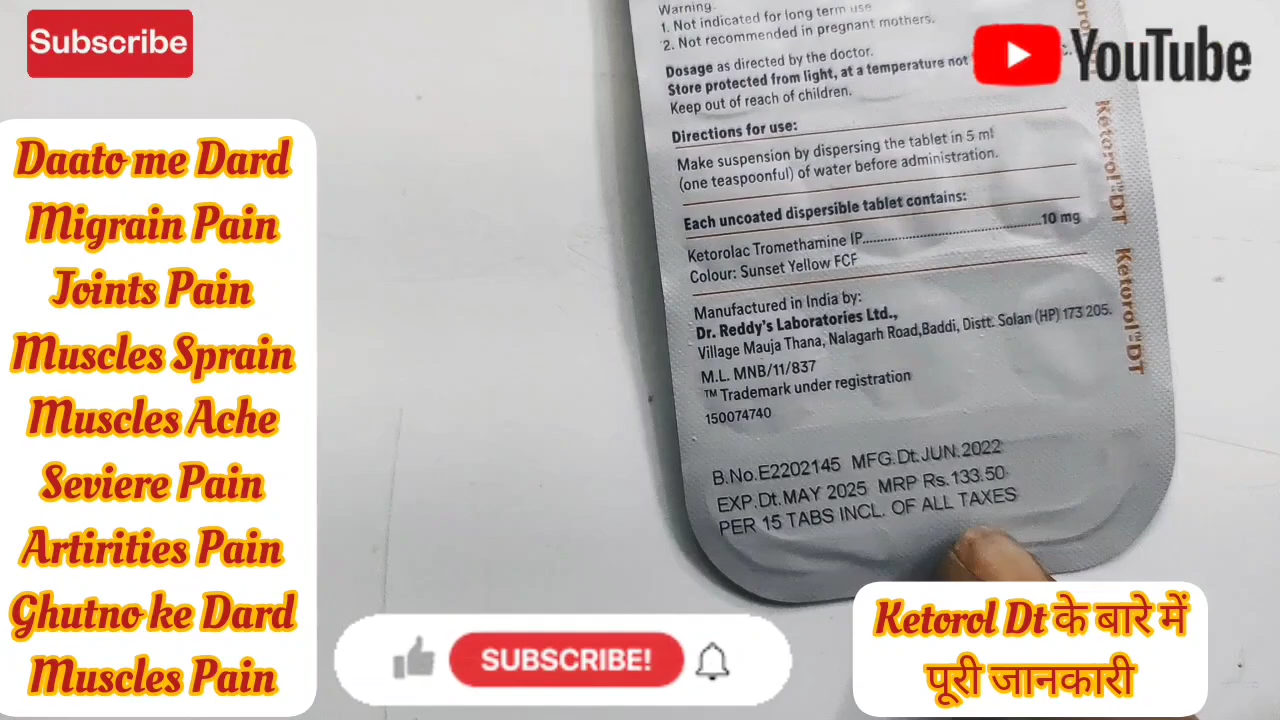 Subscribe
YouTube
Daato me Dard
Migrain Pain
Joints Pain
Muscles Sprain
Muscles Ache
Seviere Pain
Artirities Pain
Ghutno ke Dard
Muscles Pain
Warning
1. Not indicated for long term use
2. Not recommended in pregnant mothers.
Dosage as directed by the doctor.
Store protected from light, at a temperature not
Keep out of reach of children.
Directions for use:
Make suspension by dispersing the tablet in 5 ml
(one teaspoonful) of water before administration.
Each uncoated dispersible tablet contains:
Ketorolac Tromethamine IP..........10 mg
Colour: Sunset Yellow FCF
Manufactured in India by:
Dr. Reddy's Laboratories Ltd.,
Village Mauja Thana, Nalagarh Road,Baddi, Distt. Solan (HP) 173 205.
M.L. MNB/11/837
™ Trademark under registration
150074740
B.No.E2202145 MFG.Dt.JUN.2022
EXP.Dt.MAY 2025 MRP Rs.133.50
PER 15 TABS INCL. OF ALL TAXES
Ketorol™DT
Ketorol™DT
SUBSCRIBE!
Ketorol Dt के बारे में
पूरी जानकारी